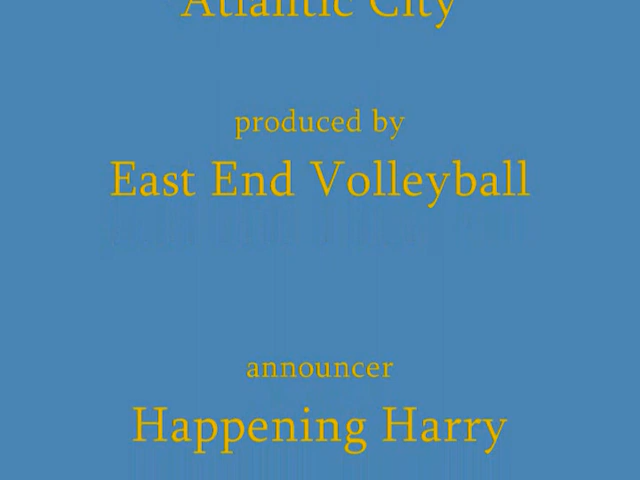 Atlantic City
produced by
East End Volleyball
announcer
Happening Harry